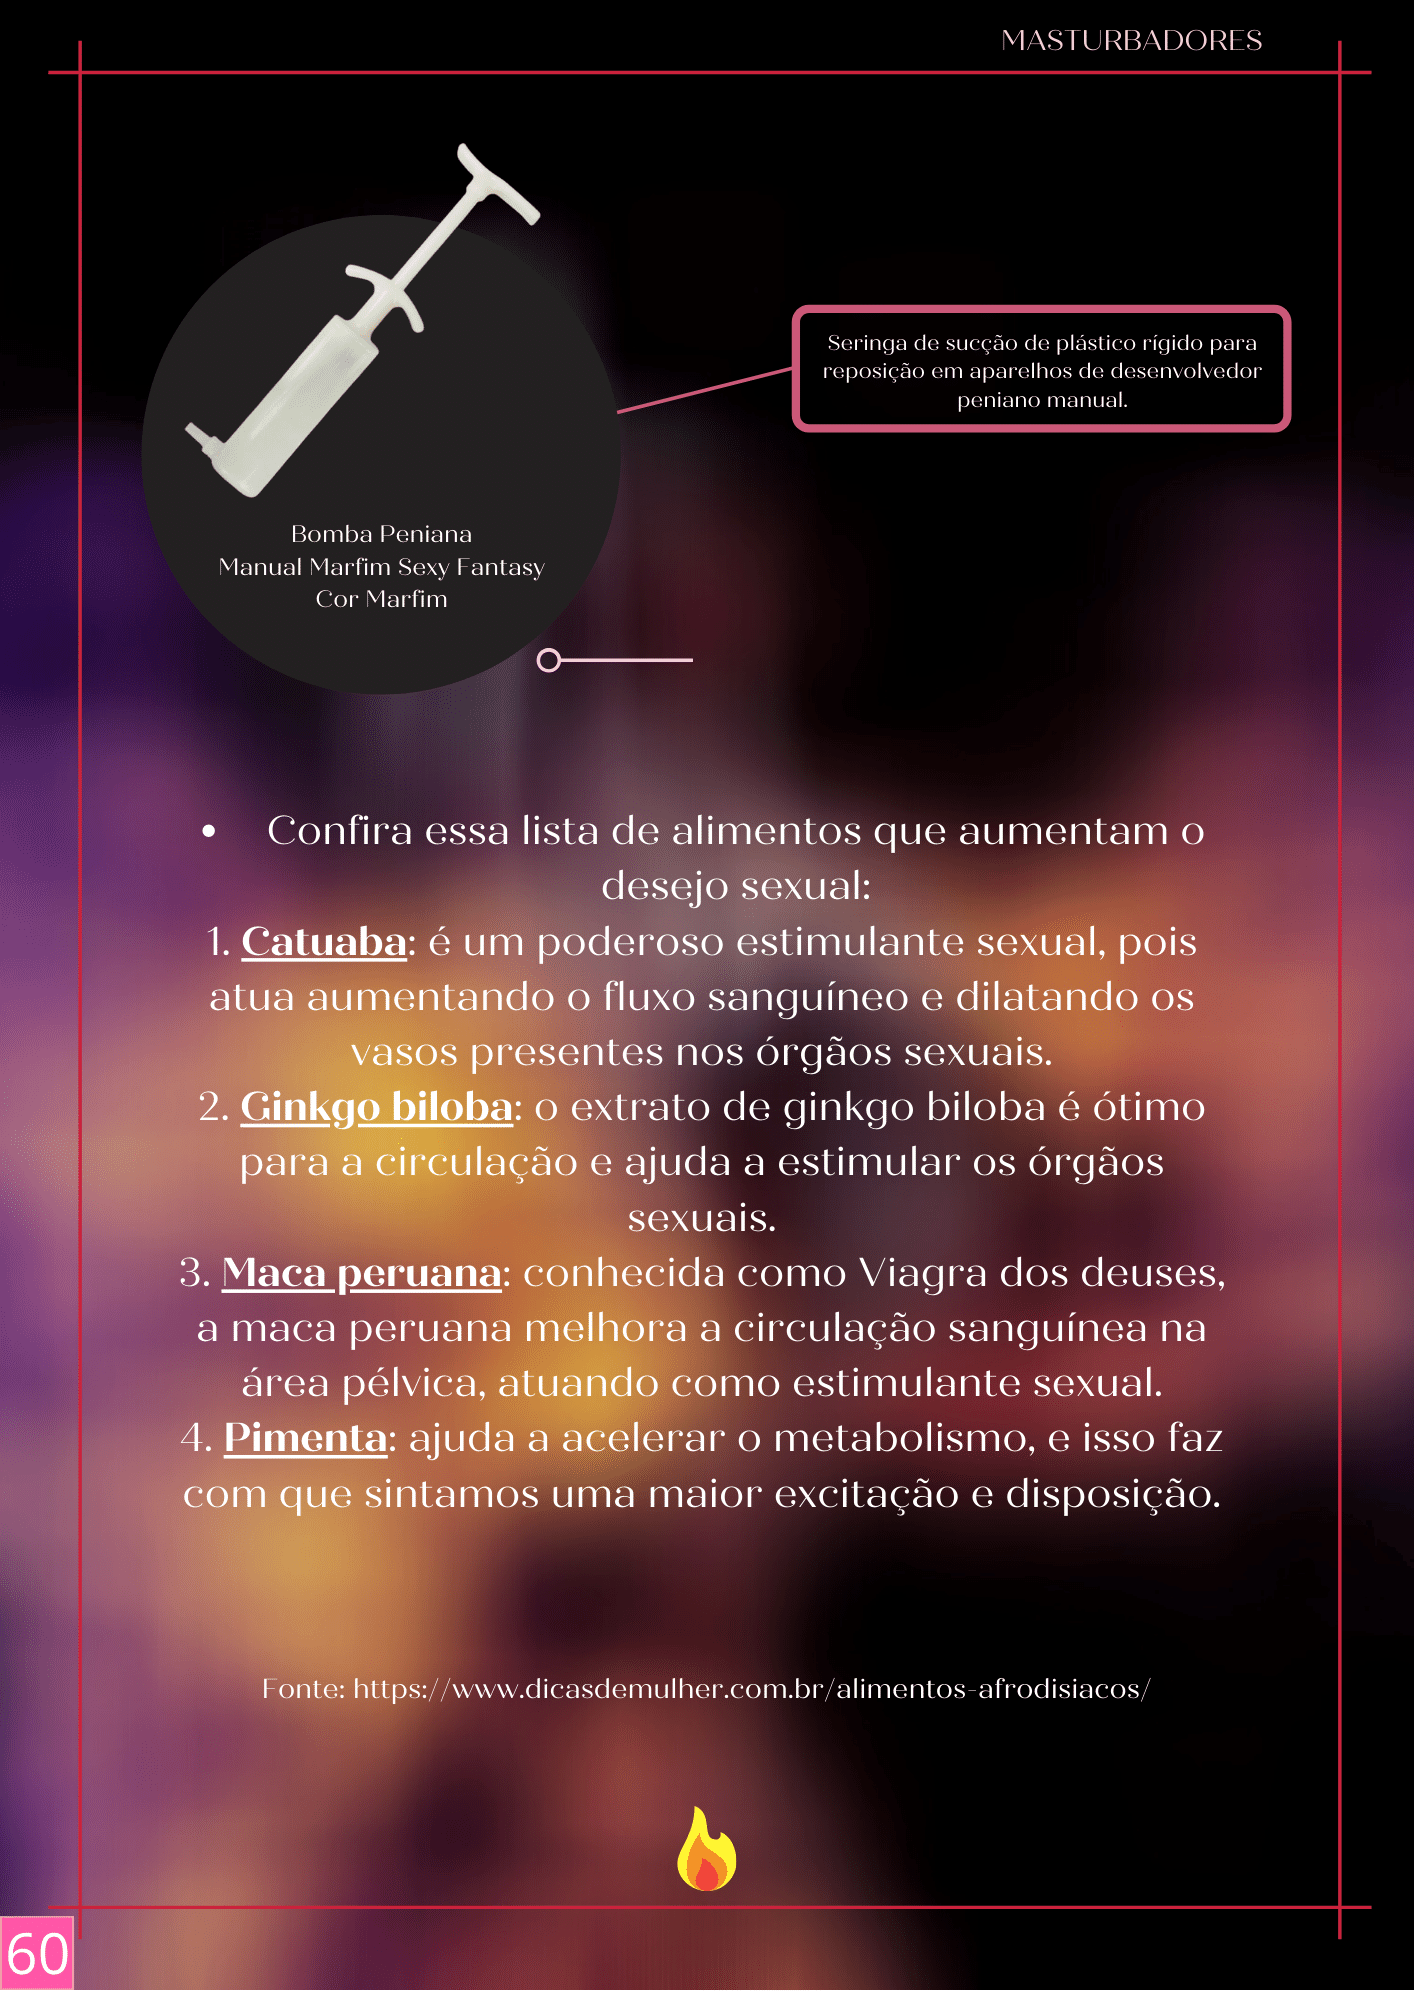 MASTURBADORES
Seringa de sucção de plástico rígido para
reposição em aparelhos de desenvolvedor
peniano manual.
Bomba Peniana
Manual Marfim Sexy Fantasy
Cor Marfim
• Confira essa lista de alimentos que aumentam o
desejo sexual:
1. Catuaba: é um poderoso estimulante sexual, pois
atua aumentando o fluxo sanguíneo e dilatando os
vasos presentes nos órgãos sexuais.
2. Ginkgo biloba: o extrato de ginkgo biloba é ótimo
para a circulação e ajuda a estimular os órgãos
sexuais.
3. Maca peruana: conhecida como Viagra dos deuses,
a maca peruana melhora a circulação sanguínea na
área pélvica, atuando como estimulante sexual.
4. Pimenta: ajuda a acelerar o metabolismo, e isso faz
com que sintamos uma maior excitação e disposição.
Fonte: https://www.dicasdemulher.com.br/alimentos-afrodisiacos/
60